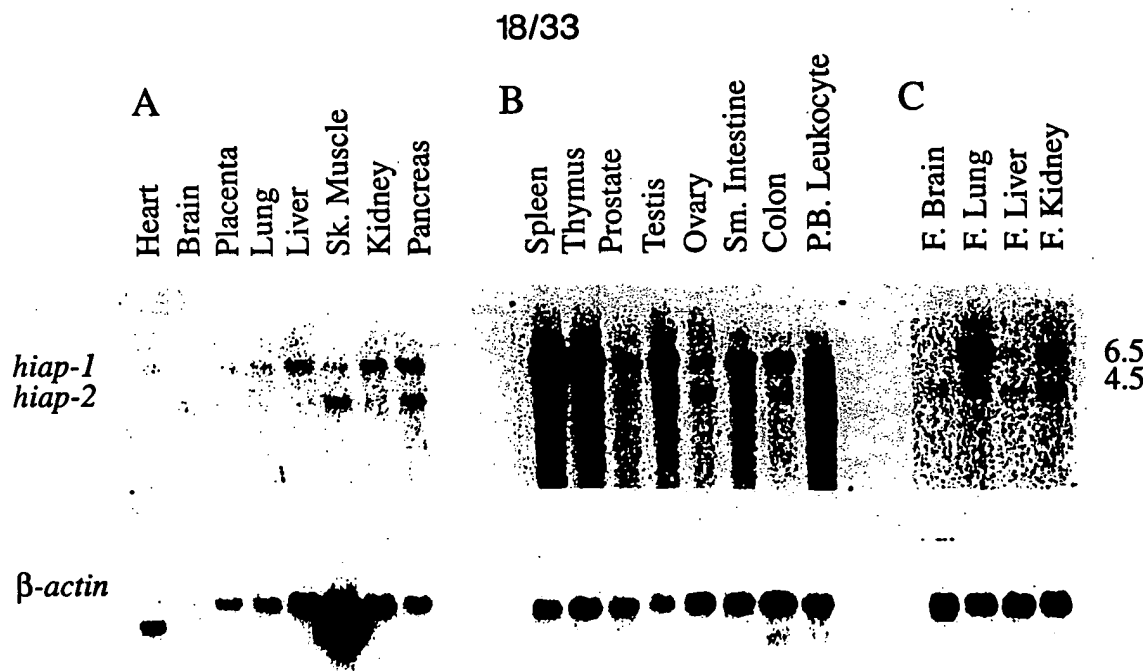 18/33
A
B
C
Heart
Brain
Placenta
Lung
Liver
Sk. Muscle
Kidney
Pancreas
Spleen
Thymus
Prostate
Testis
Ovary
Sm. Intestine
Colon
P.B. Leukocyte
F. Brain
F. Lung
F. Liver
F. Kidney
hiap-1
hiap-2
6.5
4.5
β-actin